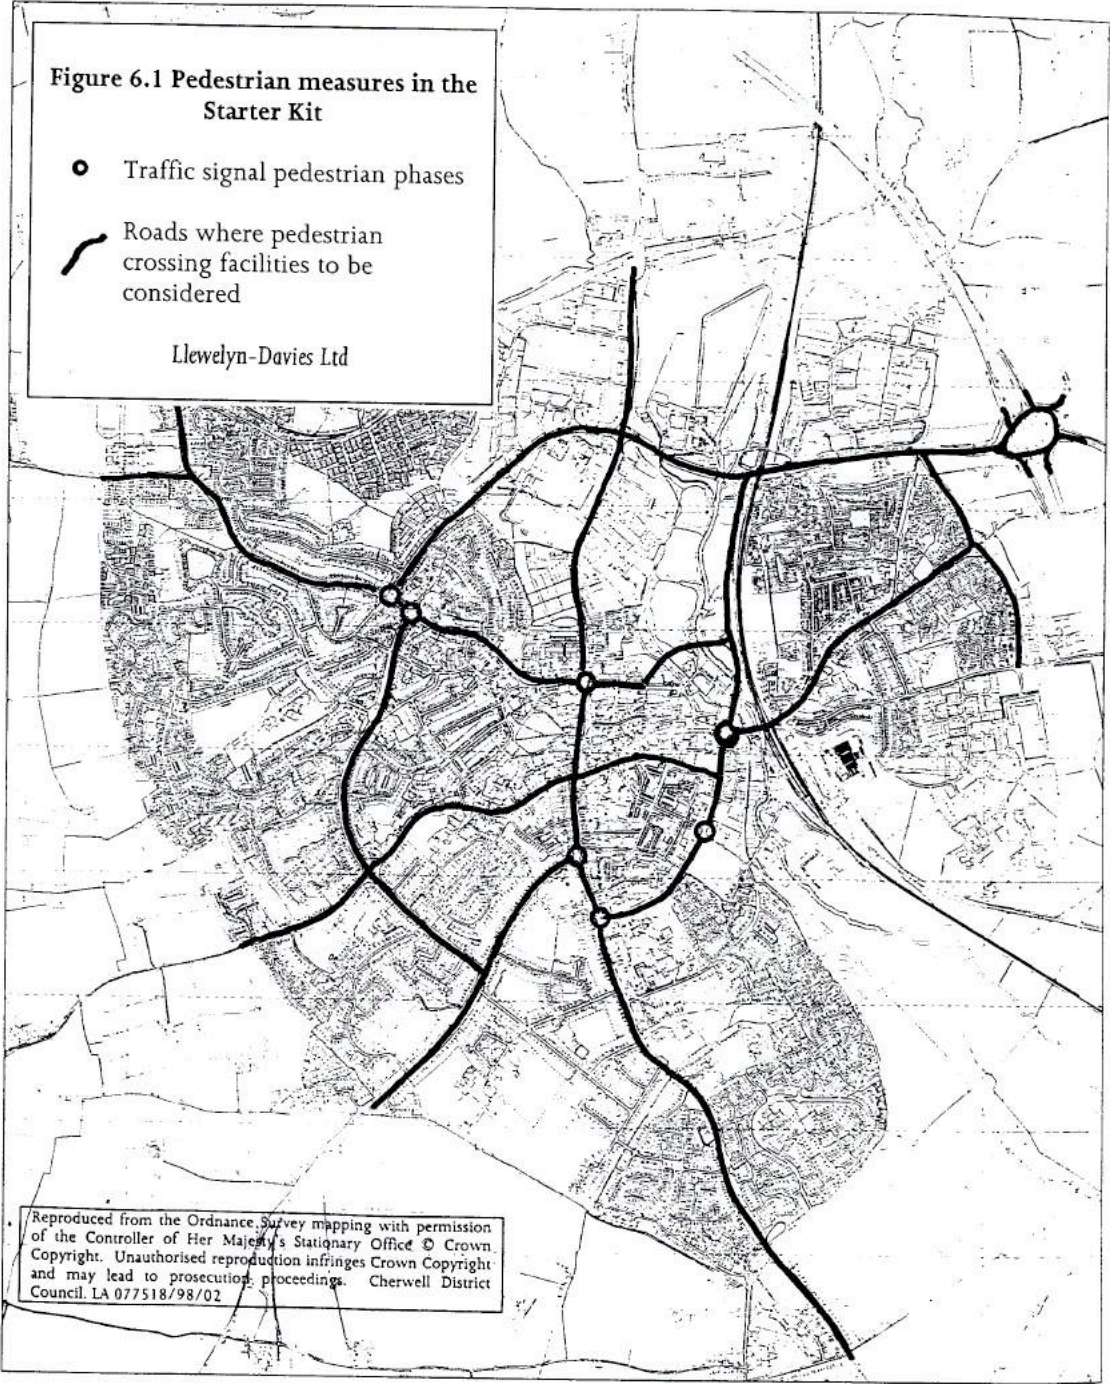 Figure 6.1 Pedestrian measures in the
Starter Kit
Traffic signal pedestrian phases
Roads where pedestrian
crossing facilities to be
considered
Llewelyn-Davies Ltd
Reproduced from the Ordnance Survey mapping with permission
of the Controller of Her Majesty's Stationary Office © Crown
Copyright. Unauthorised reproduction infringes Crown Copyright
and may lead to prosecution proceedings. Cherwell District
Council. LA 077518/98/02